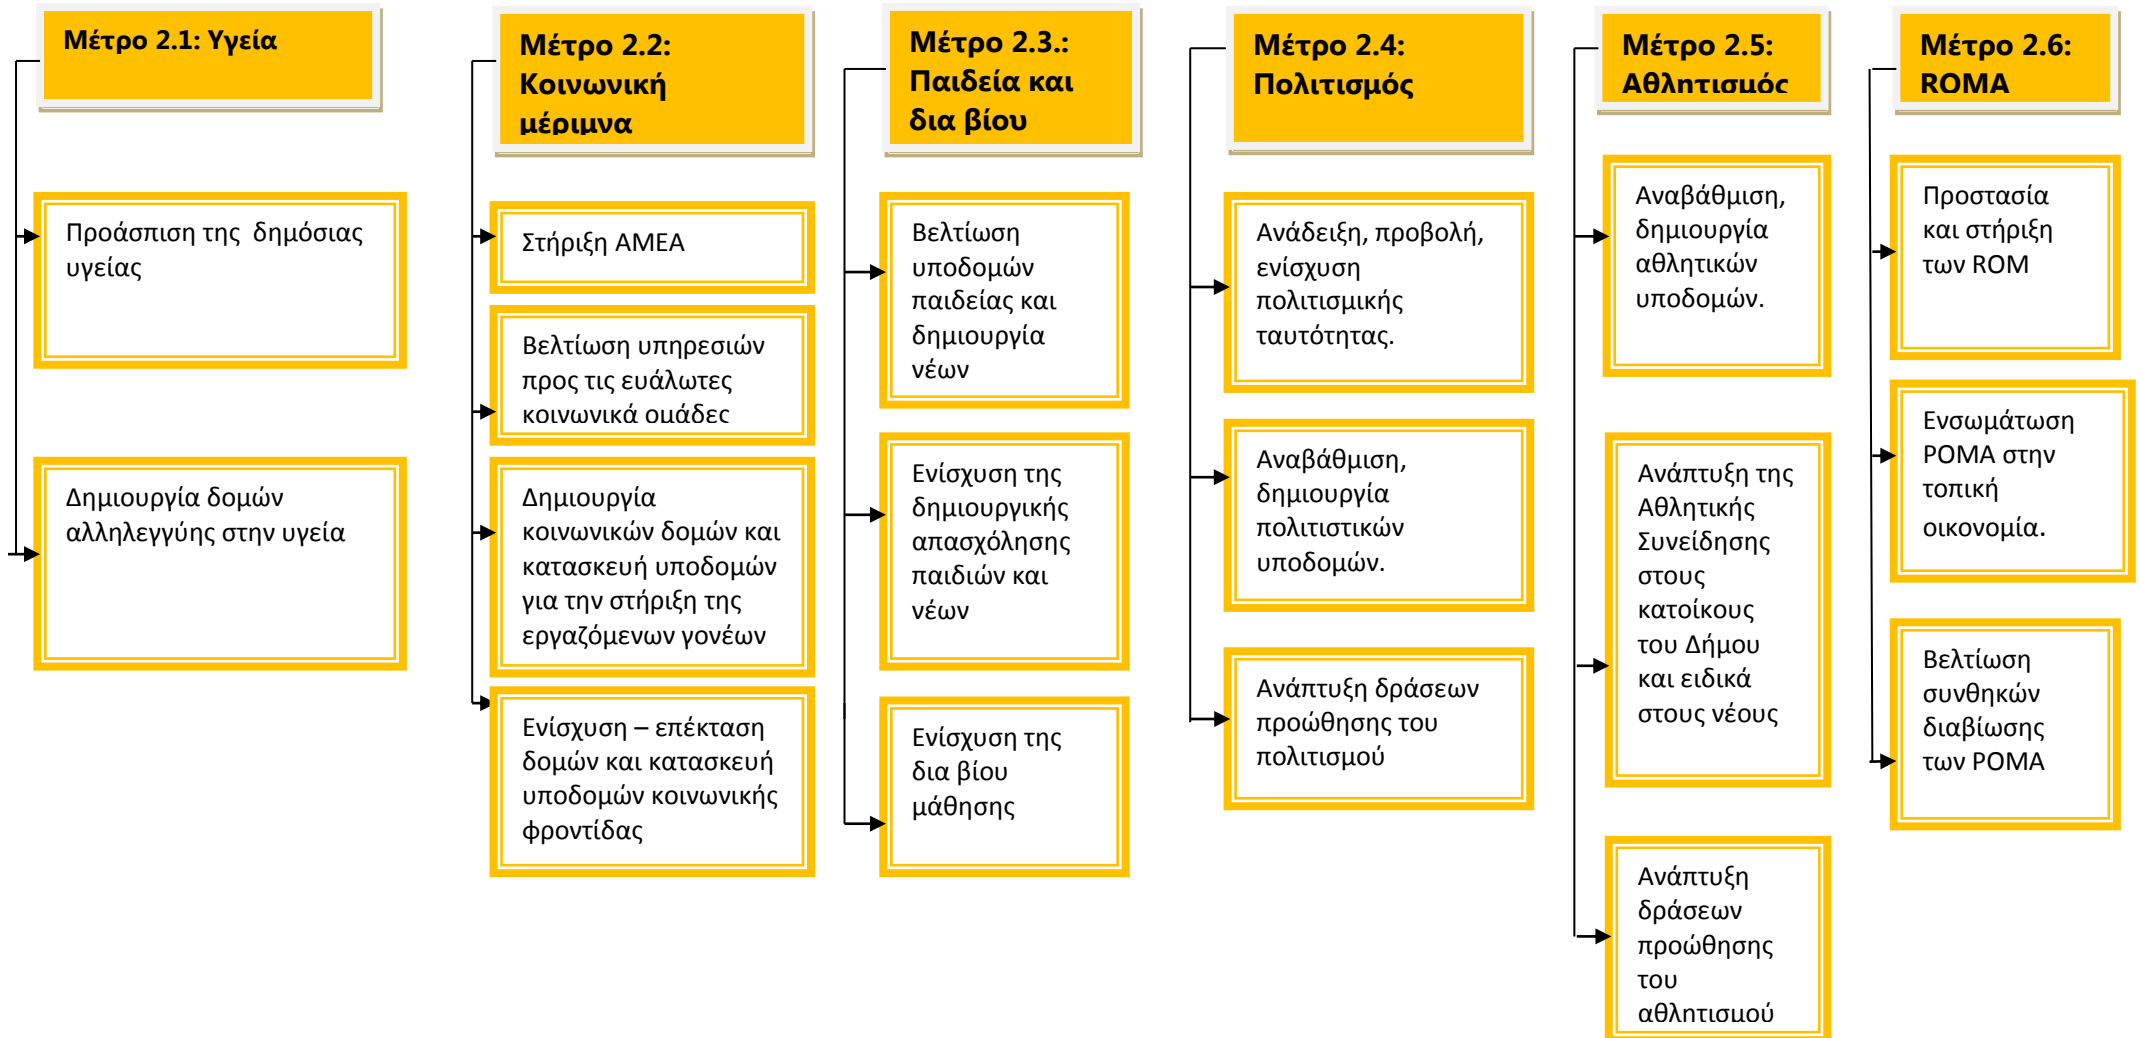 Μέτρο 2.1: Υγεία
Προάσπιση της δημόσιας
υγείας
Δημιουργία δομών
αλληλεγγύης στην υγεία
Μέτρο 2.2:
Κοινωνική
μέριμνα
Στήριξη ΑΜΕΑ
Βελτίωση υπηρεσιών
προς τις ευάλωτες
κοινωνικά ομάδες
Δημιουργία
κοινωνικών δομών και
κατασκευή υποδομών
για την στήριξη της
εργαζόμενων γονέων
Ενίσχυση – επέκταση
δομών και κατασκευή
υποδομών κοινωνικής
φροντίδας
Μέτρο 2.3.:
Παιδεία και
δια βίου
Βελτίωση
υποδομών
παιδείας και
δημιουργία
νέων
Ενίσχυση της
δημιουργικής
απασχόλησης
παιδιών και
νέων
Ενίσχυση της
δια βίου
μάθησης
Μέτρο 2.4:
Πολιτισμός
Ανάδειξη, προβολή,
ενίσχυση
πολιτισμικής
ταυτότητας.
Αναβάθμιση,
δημιουργία
πολιτιστικών
υποδομών.
Ανάπτυξη δράσεων
προώθησης του
πολιτισμού
Μέτρο 2.5:
Αθλητισμός
Αναβάθμιση,
δημιουργία
αθλητικών
υποδομών.
Ανάπτυξη της
Αθλητικής
Συνείδησης
στους
κατοίκους
του Δήμου
και ειδικά
στους νέους
Ανάπτυξη
δράσεων
προώθησης
του
αθλητισμού
Μέτρο 2.6:
ROMA
Προστασία
και στήριξη
των ROM
Ενσωμάτωση
ΡΟΜΑ στην
τοπική
οικονομία.
Βελτίωση
συνθηκών
διαβίωσης
των ΡΟΜΑ